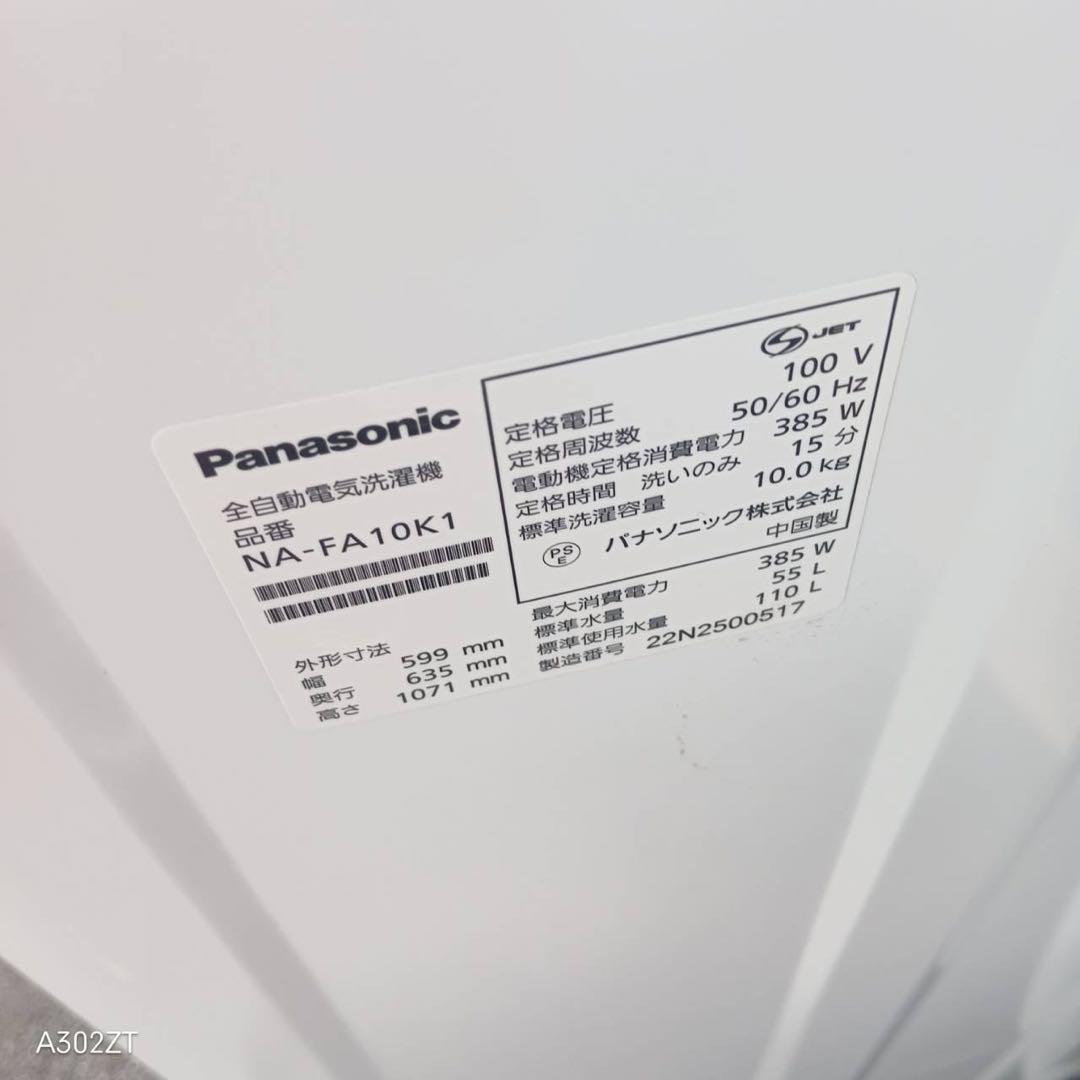 Panasonic
全自動電気洗濯機
品番
NA-FA10K1
外形寸法
幅 599 mm
奥行 635 mm
高さ 1071 mm
JET
定格電圧 100 V
定格周波数 50/60 Hz
電動機定格消費電力 385 W
定格時間 洗いのみ 15 分
標準洗濯容量 10.0 kg
PS
E
パナソニック株式会社
中国製
最大消費電力 385 W
標準水量 55 L
標準使用水量 110 L
製造番号 22N2500517
A302ZT